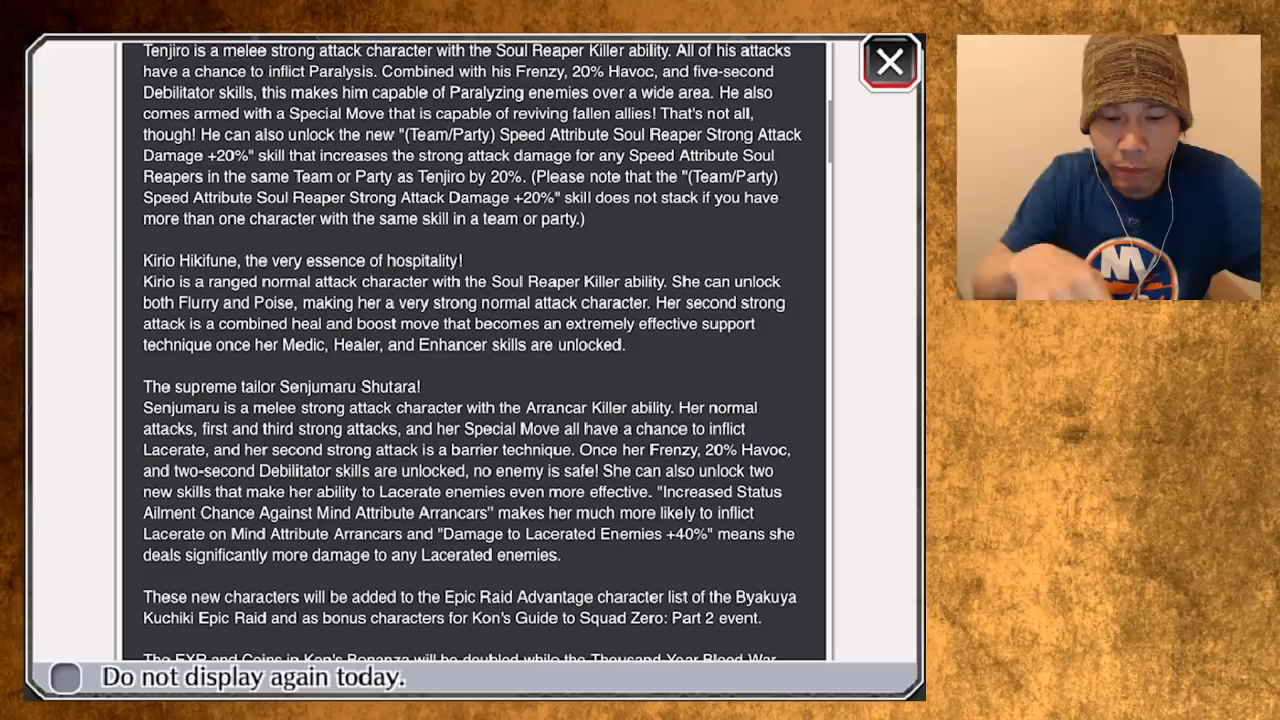 Tenjiro is a melee strong attack character with the Soul Reaper Killer ability. All of his attacks
have a chance to inflict Paralysis. Combined with his Frenzy, 20% Havoc, and five-second
Debilitator skills, this makes him capable of Paralyzing enemies over a wide area. He also
comes armed with a Special Move that is capable of reviving fallen allies! That's not all,
though! He can also unlock the new "(Team/Party) Speed Attribute Soul Reaper Strong Attack
Damage +20%" skill that increases the strong attack damage for any Speed Attribute Soul
Reapers in the same Team or Party as Tenjiro by 20%. (Please note that the "(Team/Party)
Speed Attribute Soul Reaper Strong Attack Damage +20%" skill does not stack if you have
more than one character with the same skill in a team or party.)
Kirio Hikifune, the very essence of hospitality!
Kirio is a ranged normal attack character with the Soul Reaper Killer ability. She can unlock
both Flurry and Poise, making her a very strong normal attack character. Her second strong
attack is a combined heal and boost move that becomes an extremely effective support
technique once her Medic, Healer, and Enhancer skills are unlocked.
The supreme tailor Senjumaru Shutara!
Senjumaru is a melee strong attack character with the Arrancar Killer ability. Her normal
attacks, first and third strong attacks, and her Special Move all have a chance to inflict
Lacerate, and her second strong attack is a barrier technique. Once her Frenzy, 20% Havoc,
and two-second Debilitator skills are unlocked, no enemy is safe! She can also unlock two
new skills that make her ability to Lacerate enemies even more effective. "Increased Status
Ailment Chance Against Mind Attribute Arrancars" makes her much more likely to inflict
Lacerate on Mind Attribute Arrancars and "Damage to Lacerated Enemies +40%" means she
deals significantly more damage to any Lacerated enemies.
These new characters will be added to the Epic Raid Advantage character list of the Byakuya
Kuchiki Epic Raid and as bonus characters for Kon's Guide to Squad Zero: Part 2 event.
The EXP and Coins in Kon's Bonanza will be doubled while the Thousand-Year Blood War
Do not display again today.
NY